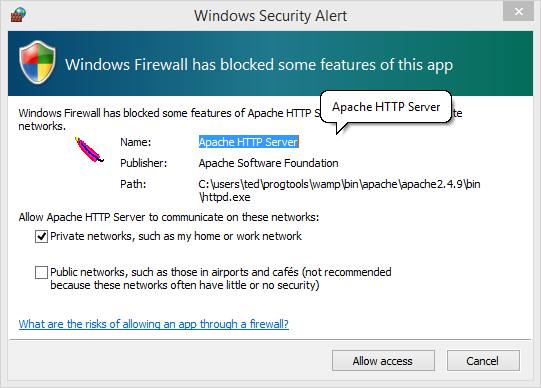 Windows Security Alert
Windows Firewall has blocked some features of this app
Windows Firewall has blocked some features of Apache HTTP
networks.
Apache HTTP Server
Name: Apache HTTP Server
Publisher: Apache Software Foundation
Path: C:\users\ted\progtools\wamp\bin\apache\apache2.4.9\bin
\httpd.exe
Allow Apache HTTP Server to communicate on these networks:
Private networks, such as my home or work network
Public networks, such as those in airports and cafés (not recommended
because these networks often have little or no security)
What are the risks of allowing an app through a firewall?
Allow access
Cancel